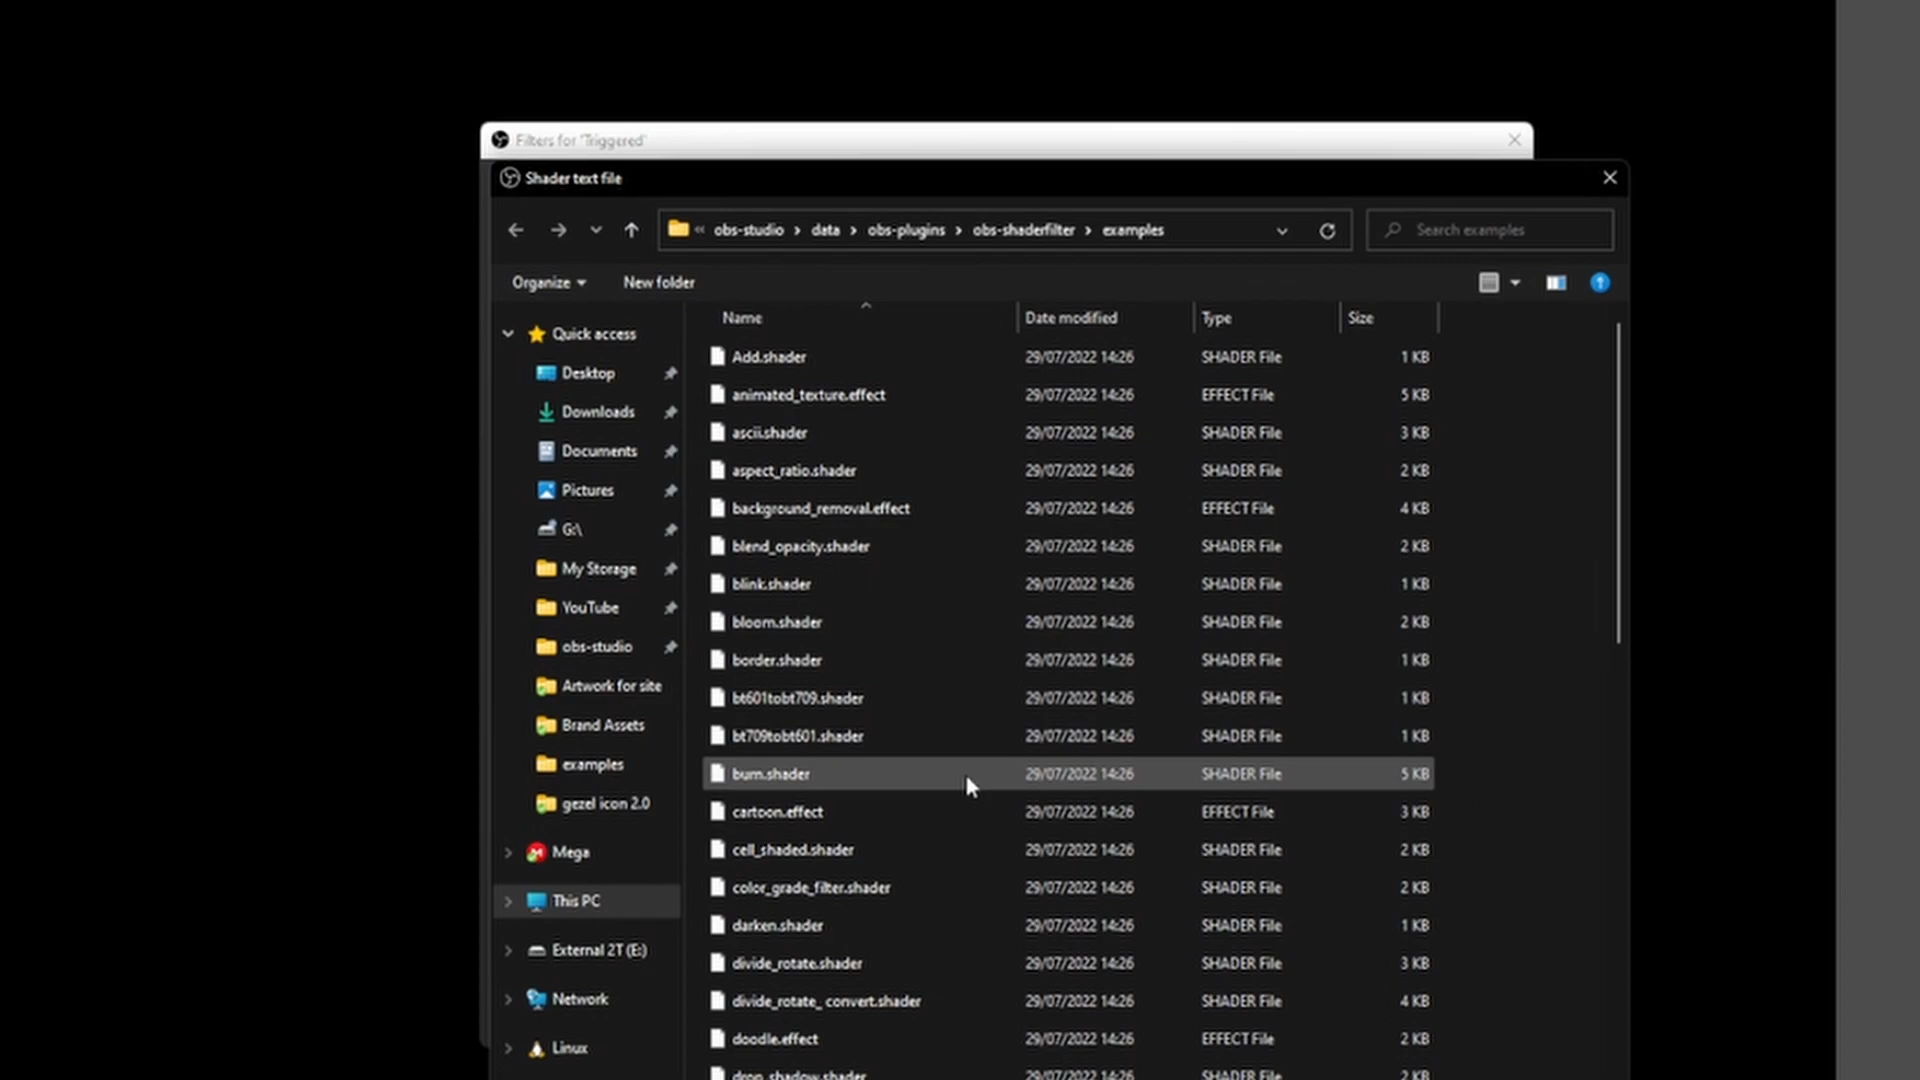 Filters for 'Triggered'
Shader text file
« obs-studio › data › obs-plugins › obs-shaderfilter › examples
Search examples
Organize
New folder
Name
Date modified
Type
Size
Quick access
Desktop
Downloads
Documents
Pictures
G:\
My Storage
YouTube
obs-studio
Artwork for site
Brand Assets
examples
gezel icon 2.0
Mega
This PC
External 2T (E:)
Network
Linux
Add.shader 29/07/2022 14:26 SHADER File 1 KB
animated_texture.effect 29/07/2022 14:26 EFFECT File 5 KB
ascii.shader 29/07/2022 14:26 SHADER File 3 KB
aspect_ratio.shader 29/07/2022 14:26 SHADER File 2 KB
background_removal.effect 29/07/2022 14:26 EFFECT File 4 KB
blend_opacity.shader 29/07/2022 14:26 SHADER File 2 KB
blink.shader 29/07/2022 14:26 SHADER File 1 KB
bloom.shader 29/07/2022 14:26 SHADER File 2 KB
border.shader 29/07/2022 14:26 SHADER File 1 KB
bt601tobt709.shader 29/07/2022 14:26 SHADER File 1 KB
bt709tobt601.shader 29/07/2022 14:26 SHADER File 1 KB
burn.shader 29/07/2022 14:26 SHADER File 5 KB
cartoon.effect 29/07/2022 14:26 EFFECT File 3 KB
cell_shaded.shader 29/07/2022 14:26 SHADER File 2 KB
color_grade_filter.shader 29/07/2022 14:26 SHADER File 2 KB
darken.shader 29/07/2022 14:26 SHADER File 1 KB
divide_rotate.shader 29/07/2022 14:26 SHADER File 3 KB
divide_rotate_ convert.shader 29/07/2022 14:26 SHADER File 4 KB
doodle.effect 29/07/2022 14:26 EFFECT File 2 KB
drop_shadow.shader 29/07/2022 14:26 SHADER File 2 KB